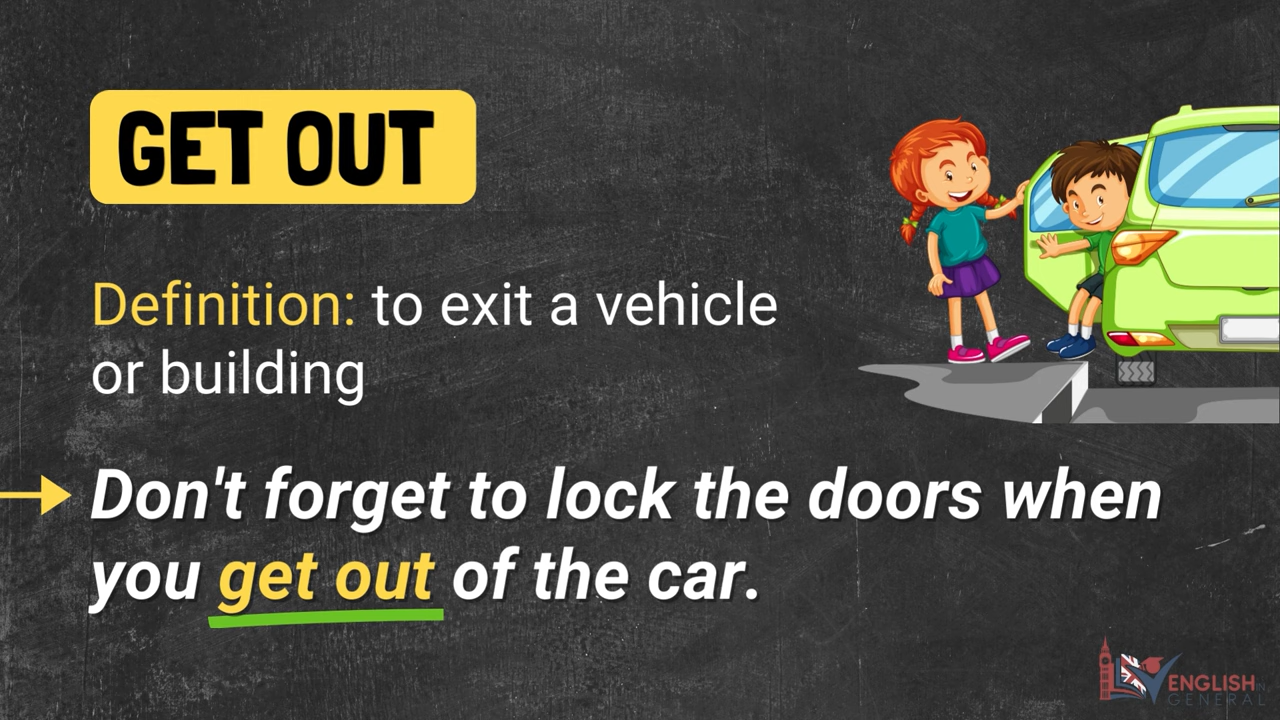 GET OUT
Definition: to exit a vehicle
or building
Don't forget to lock the doors when
you get out of the car.
ENGLISH IN
GENERAL